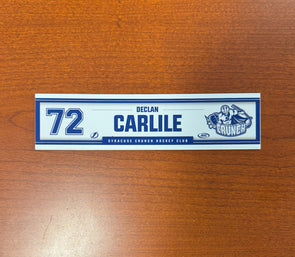 72
DECLAN
CARLILE
CRUNCH
SYRACUSE CRUNCH HOCKEY CLUB